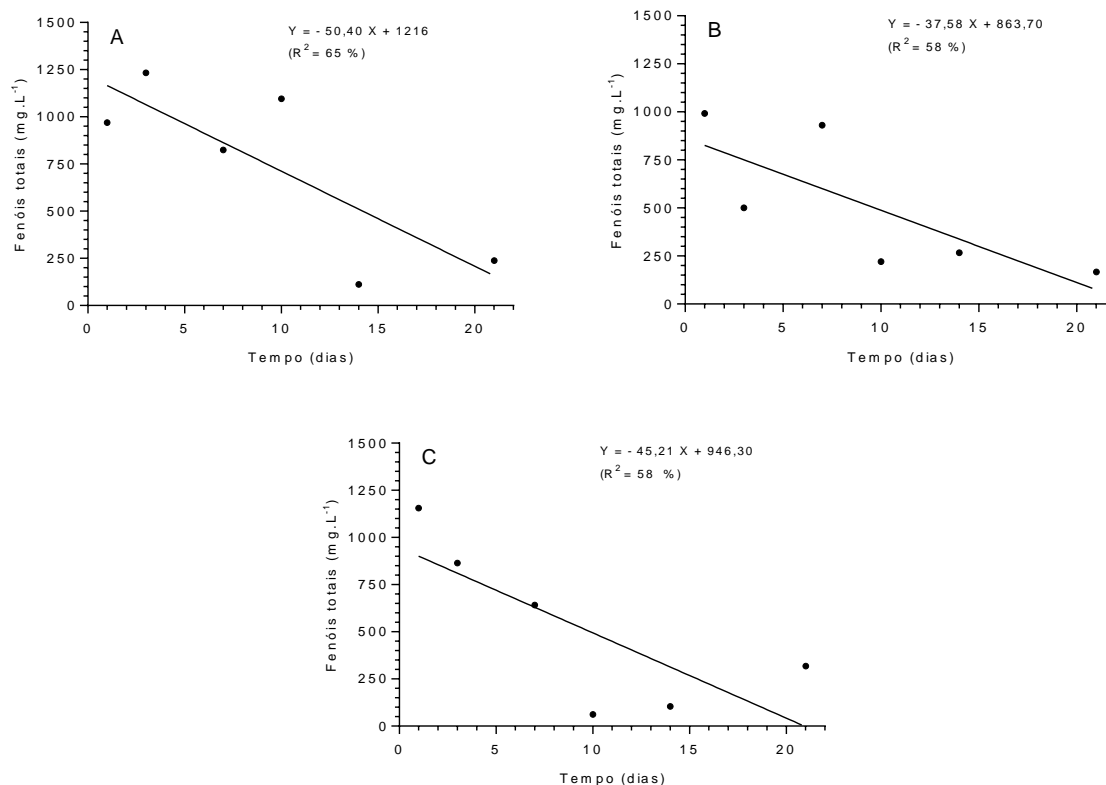 A
Y = - 50,40 X + 1216
(R² = 65 %)
Fenóis totais (mg.L⁻¹)
1500
1250
1000
750
500
250
0
0 5 10 15 20
Tempo (dias)
B
Y = - 37,58 X + 863,70
(R² = 58 %)
Fenóis totais (mg.L⁻¹)
1500
1250
1000
750
500
250
0
0 5 10 15 20
Tempo (dias)
C
Y = - 45,21 X + 946,30
(R² = 58 %)
Fenóis totais (mg.L⁻¹)
1500
1250
1000
750
500
250
0
0 5 10 15 20
Tempo (dias)